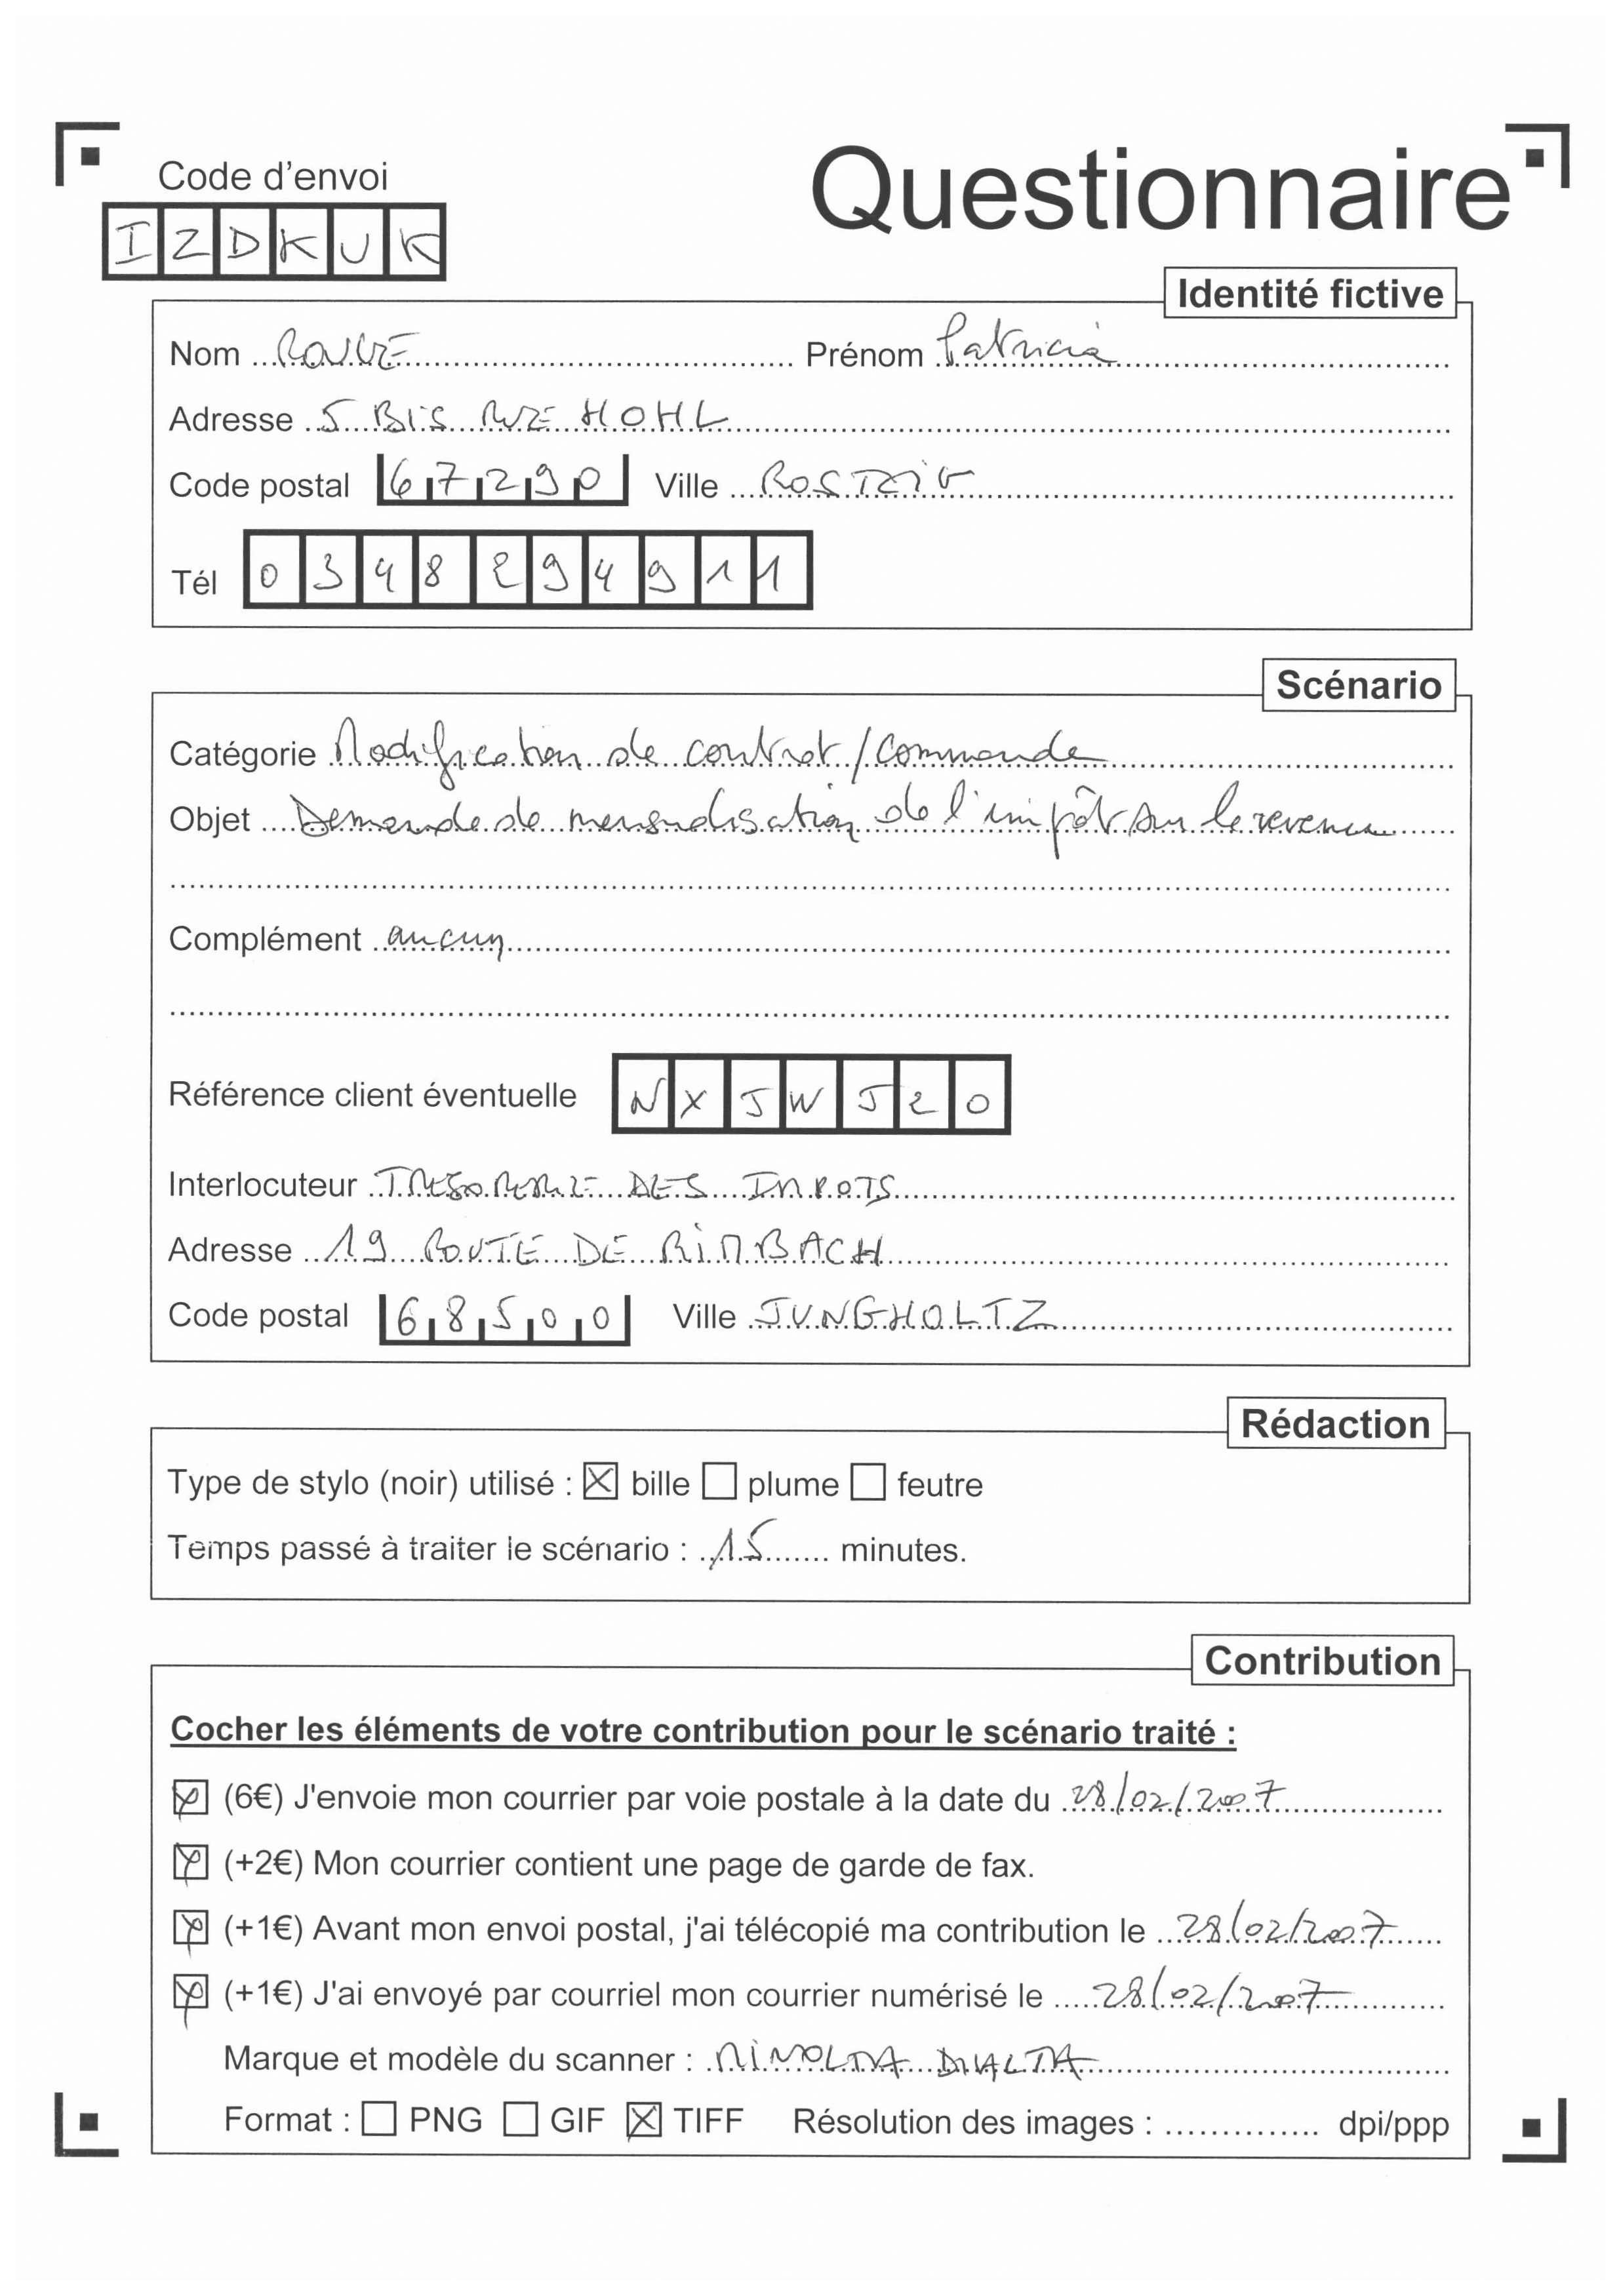 Code d'envoi
Questionnaire
IZDKUK
Identité fictive
Nom Prénom Patricia
Adresse 5 BIS RUE HOHL
Code postal 67290 Ville ROSTEIG
Tél 0348294911
Scénario
Catégorie Modification de contrat/commande
Objet Demande de mensualisation de l'impôt sur le revenu
Complément aucun
Référence client éventuelle NXJWJ20
Interlocuteur TRESORERIE DES IMPOTS
Adresse 19 ROUTE DE RIMBACH
Code postal 68500 Ville JUNGHOLTZ
Rédaction
Type de stylo (noir) utilisé : bille plume feutre
Temps passé à traiter le scénario : 15 minutes.
Contribution
Cocher les éléments de votre contribution pour le scénario traité :
(6€) J'envoie mon courrier par voie postale à la date du 28/02/2007
(+2€) Mon courrier contient une page de garde de fax.
(+1€) Avant mon envoi postal, j'ai télécopié ma contribution le 28/02/2007
(+1€) J'ai envoyé par courriel mon courrier numérisé le 28/02/2007
Marque et modèle du scanner : MINOLTA DIALTA
Format : PNG GIF TIFF Résolution des images : dpi/ppp